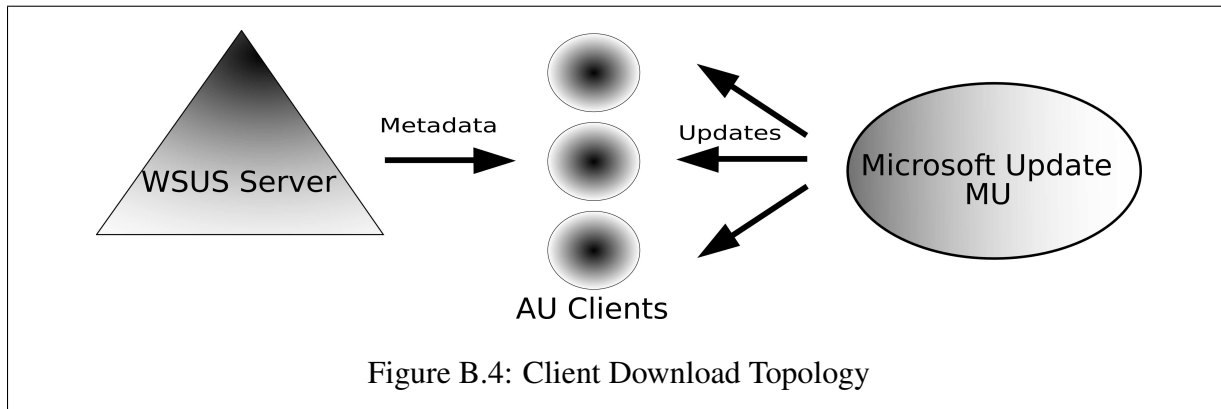 WSUS Server
Metadata
AU Clients
Updates
Microsoft Update
MU
Figure B.4: Client Download Topology